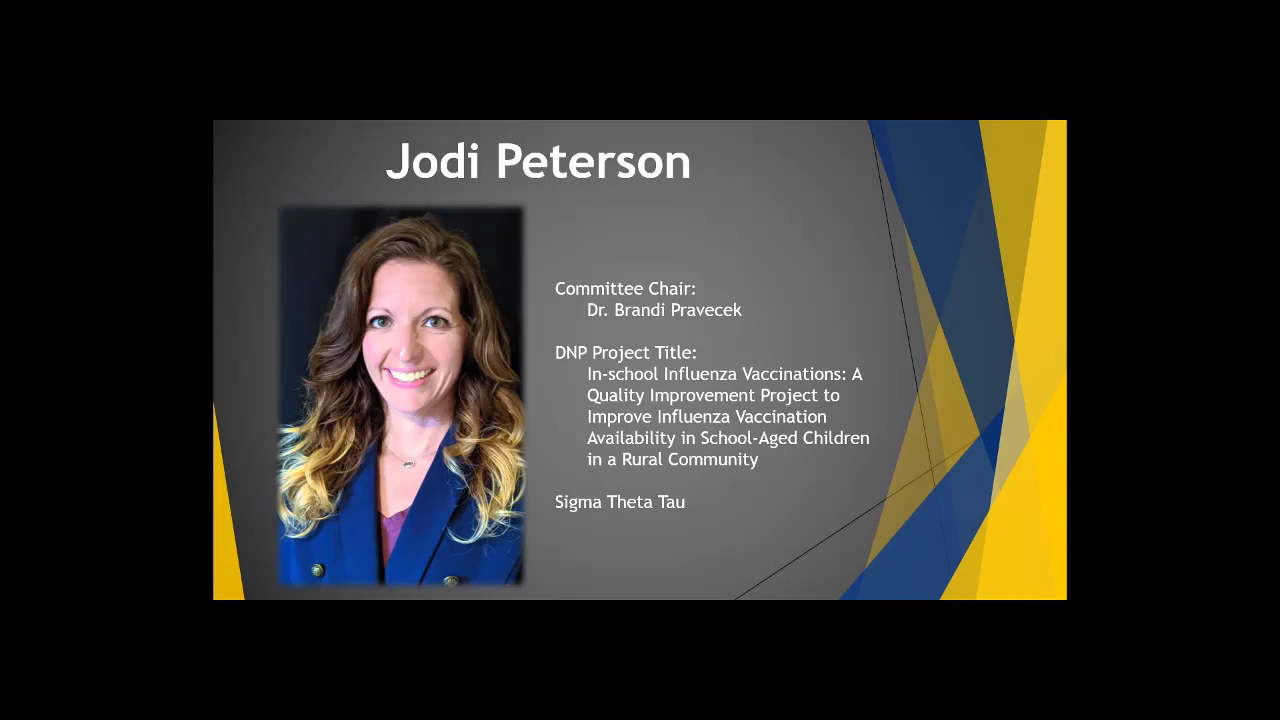 Jodi Peterson
Committee Chair:
Dr. Brandi Pravecek
DNP Project Title:
In-school Influenza Vaccinations: A
Quality Improvement Project to
Improve Influenza Vaccination
Availability in School-Aged Children
in a Rural Community
Sigma Theta Tau